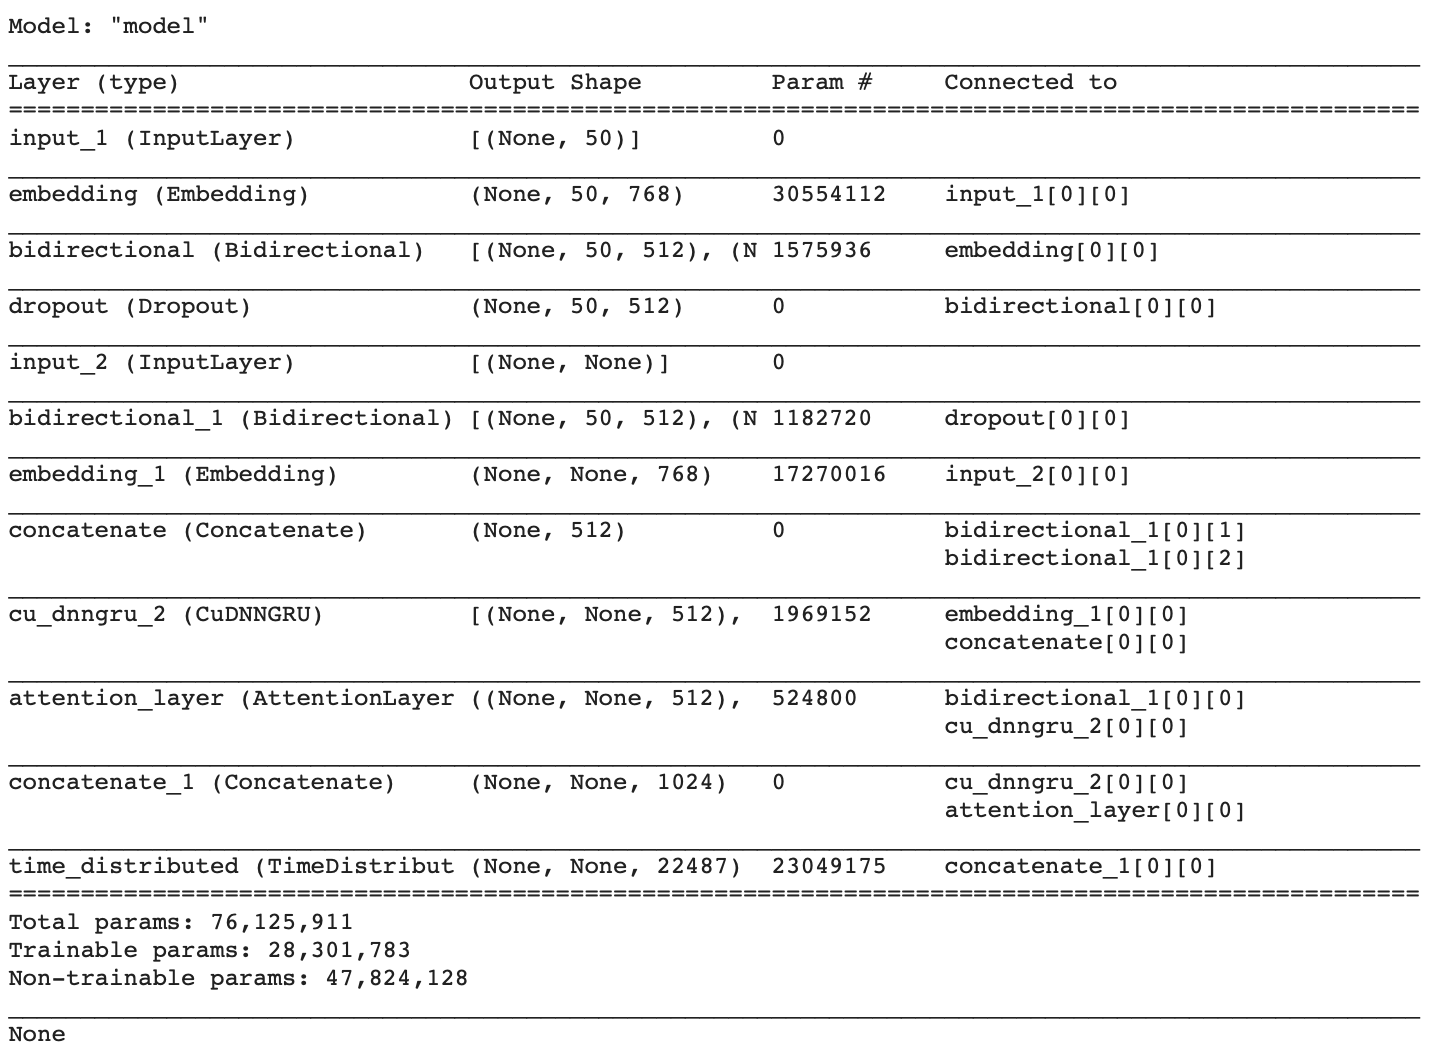 Model: "model"
Layer (type) Output Shape Param # Connected to
input_1 (InputLayer) [(None, 50)] 0
embedding (Embedding) (None, 50, 768) 30554112 input_1[0][0]
bidirectional (Bidirectional) [(None, 50, 512), (N 1575936 embedding[0][0]
dropout (Dropout) (None, 50, 512) 0 bidirectional[0][0]
input_2 (InputLayer) [(None, None)] 0
bidirectional_1 (Bidirectional) [(None, 50, 512), (N 1182720 dropout[0][0]
embedding_1 (Embedding) (None, None, 768) 17270016 input_2[0][0]
concatenate (Concatenate) (None, 512) 0 bidirectional_1[0][1]
bidirectional_1[0][2]
cu_dnngru_2 (CuDNNGRU) [(None, None, 512), 1969152 embedding_1[0][0]
concatenate[0][0]
attention_layer (AttentionLayer ((None, None, 512), 524800 bidirectional_1[0][0]
cu_dnngru_2[0][0]
concatenate_1 (Concatenate) (None, None, 1024) 0 cu_dnngru_2[0][0]
attention_layer[0][0]
time_distributed (TimeDistribut (None, None, 22487) 23049175 concatenate_1[0][0]
Total params: 76,125,911
Trainable params: 28,301,783
Non-trainable params: 47,824,128
None